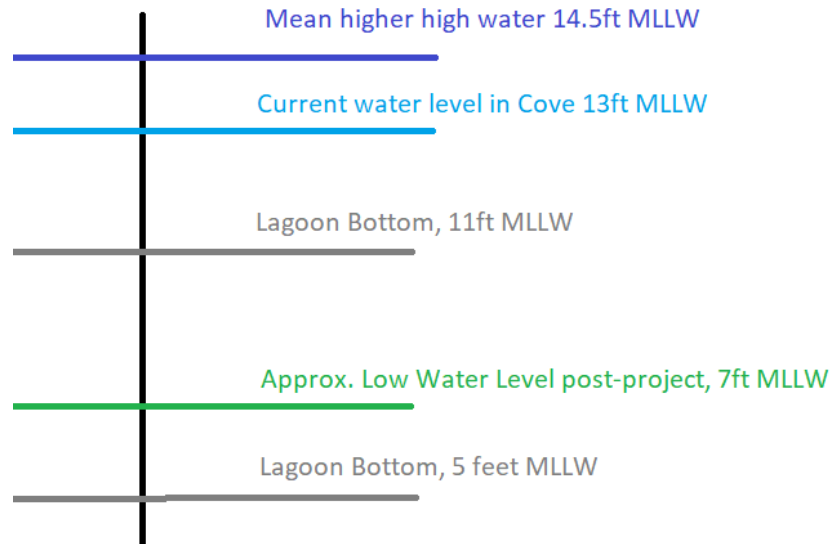 Mean higher high water 14.5ft MLLW
Current water level in Cove 13ft MLLW
Lagoon Bottom, 11ft MLLW
Approx. Low Water Level post-project, 7ft MLLW
Lagoon Bottom, 5 feet MLLW